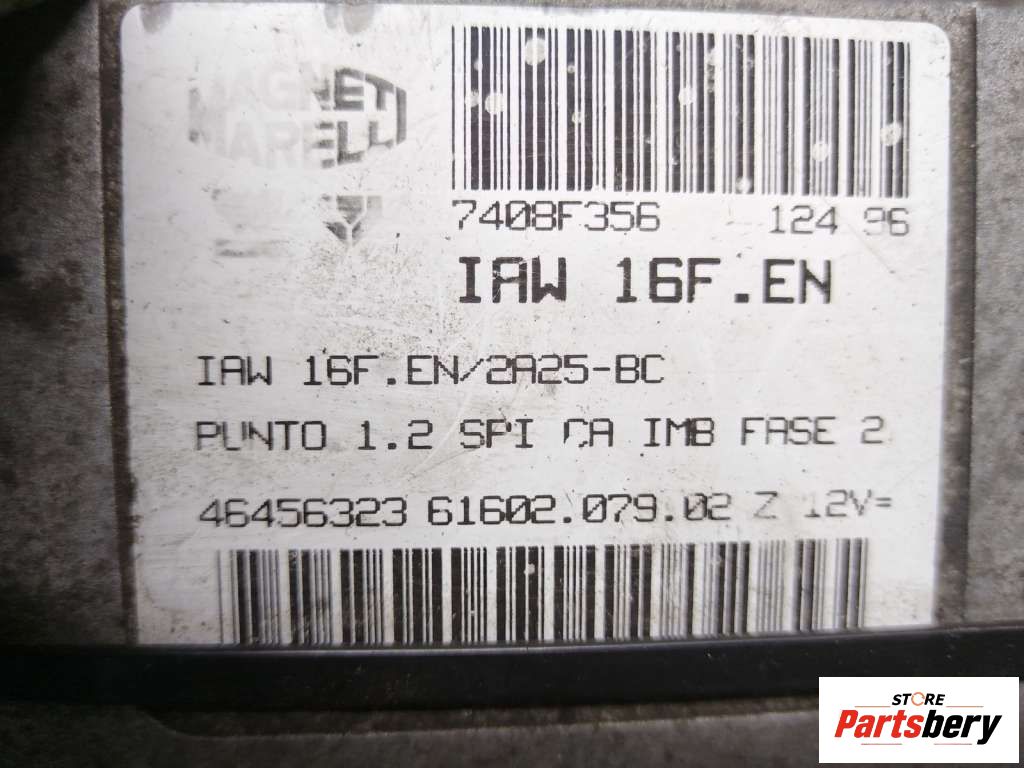 MAGNETI
MARELLI
7408F356 124 96
IAW 16F.EN
IAW 16F.EN/2A25-BC
PUNTO 1.2 SPI CA IMB FASE 2
46456323 61602.079.02 Z 12V=
STORE
Partsbery